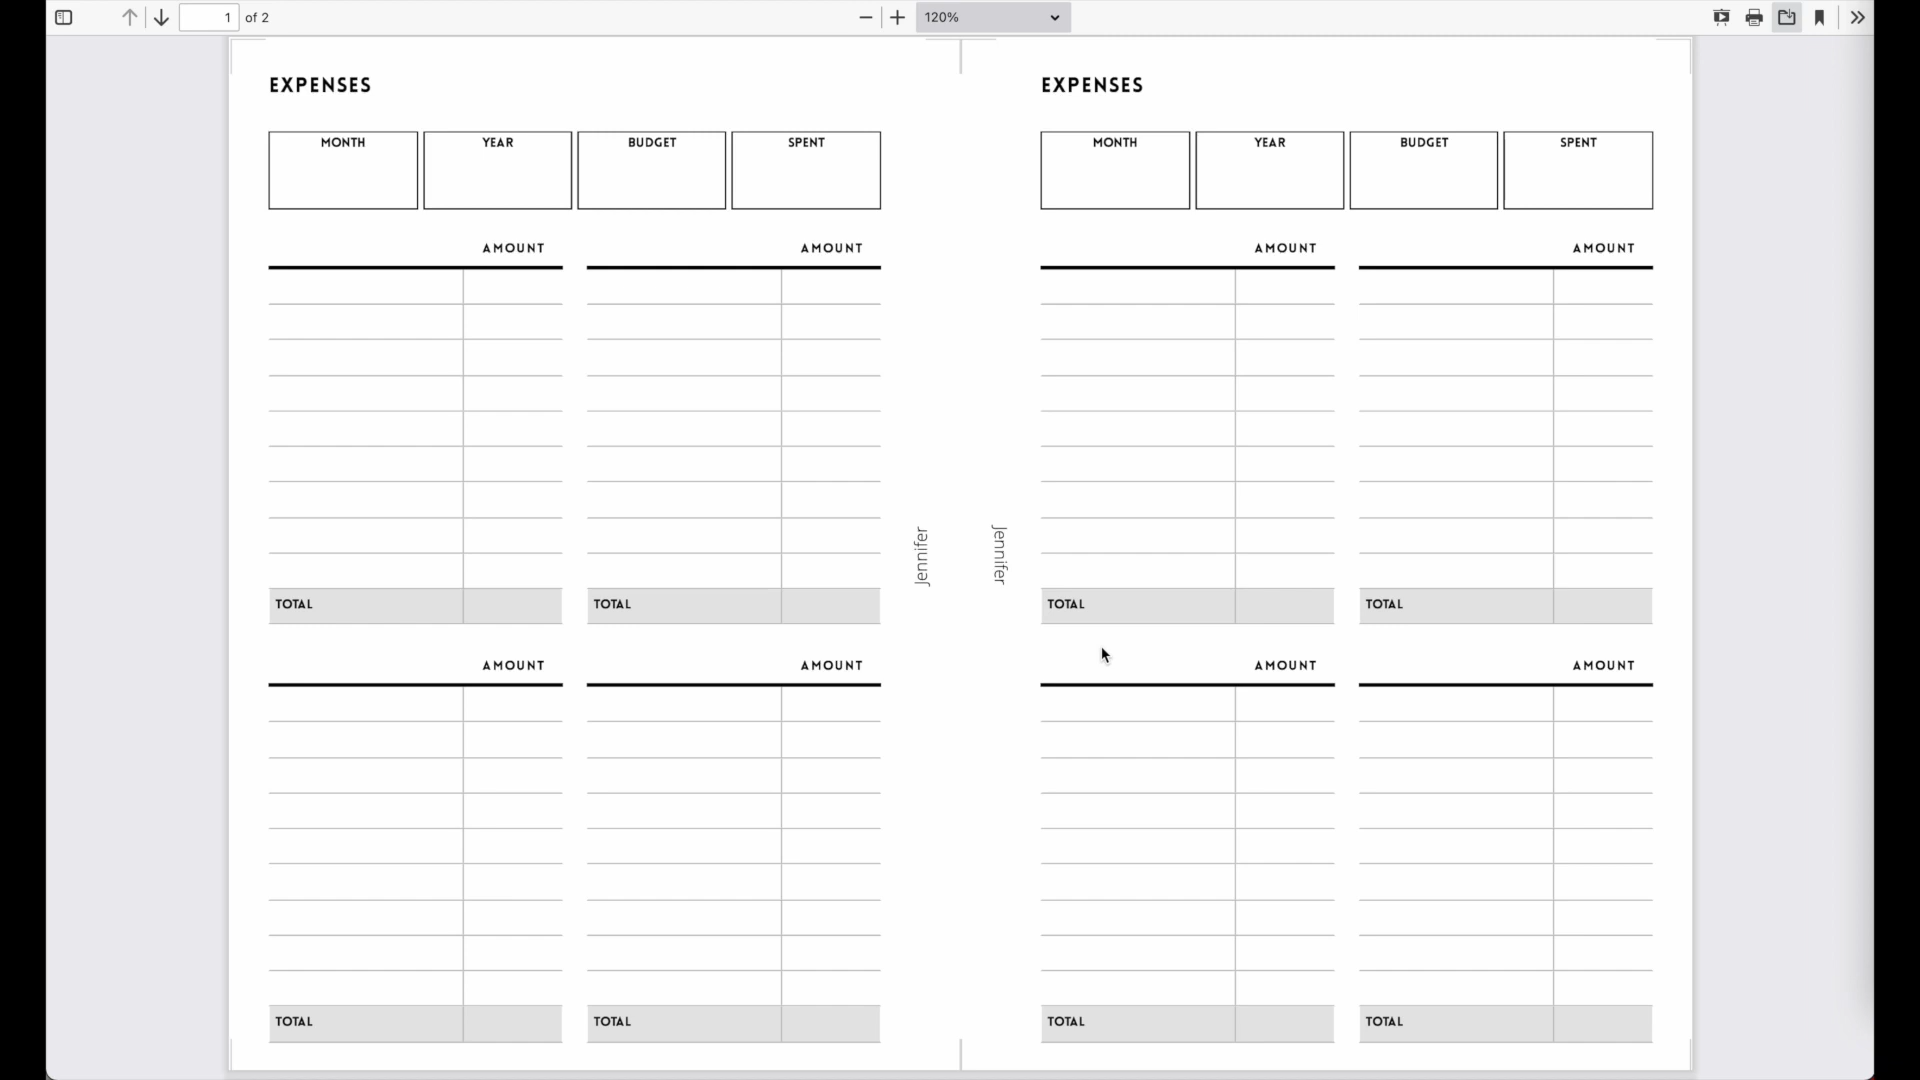 1 of 2
120%
EXPENSES
MONTH YEAR BUDGET SPENT
AMOUNT AMOUNT
TOTAL TOTAL
AMOUNT AMOUNT
TOTAL TOTAL
Jennifer
Jennifer
EXPENSES
MONTH YEAR BUDGET SPENT
AMOUNT AMOUNT
TOTAL TOTAL
AMOUNT AMOUNT
TOTAL TOTAL